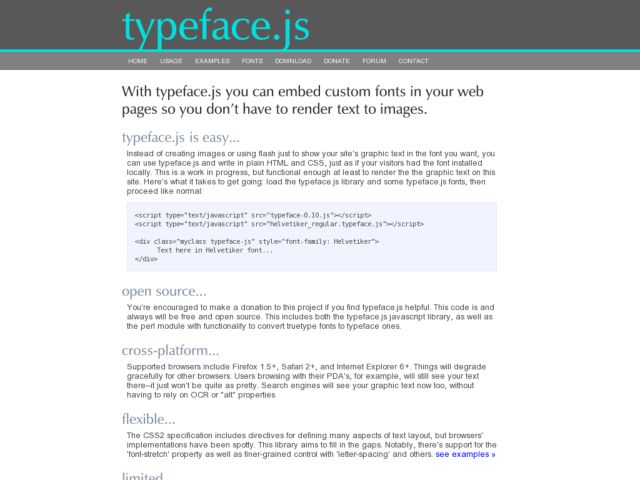 typeface.js
HOME USAGE EXAMPLES FONTS DOWNLOAD DONATE FORUM CONTACT
With typeface.js you can embed custom fonts in your web
pages so you don't have to render text to images.
typeface.js is easy...
Instead of creating images or using flash just to show your site's graphic text in the font you want, you
can use typeface.js and write in plain HTML and CSS, just as if your visitors had the font installed
locally. This is a work in progress, but functional enough at least to render the the graphic text on this
site. Here's what it takes to get going: load the typeface.js library and some typeface.js fonts, then
proceed like normal:
<script type="text/javascript" src="typeface-0.10.js"></script>
<script type="text/javascript" src="helvetiker_regular.typeface.js"></script>
<div class="myclass typeface-js" style="font-family: Helvetiker">
Text here in Helvetiker font...
</div>
open source...
You're encouraged to make a donation to this project if you find typeface.js helpful. This code is and
always will be free and open source. This includes both the typeface.js javascript library, as well as
the perl module with functionality to convert truetype fonts to typeface ones.
cross-platform...
Supported browsers include Firefox 1.5+, Safari 2+, and Internet Explorer 6+. Things will degrade
gracefully for other browsers. Users browsing with their PDA's, for example, will still see your text
there--it just won't be quite as pretty. Search engines will see your graphic text now too, without
having to rely on OCR or "alt" properties.
flexible...
The CSS2 specification includes directives for defining many aspects of text layout, but browsers'
implementations have been spotty. This library aims to fill in the gaps. Notably, there's support for the
'font-stretch' property as well as finer-grained control with 'letter-spacing' and others. see examples »
limited